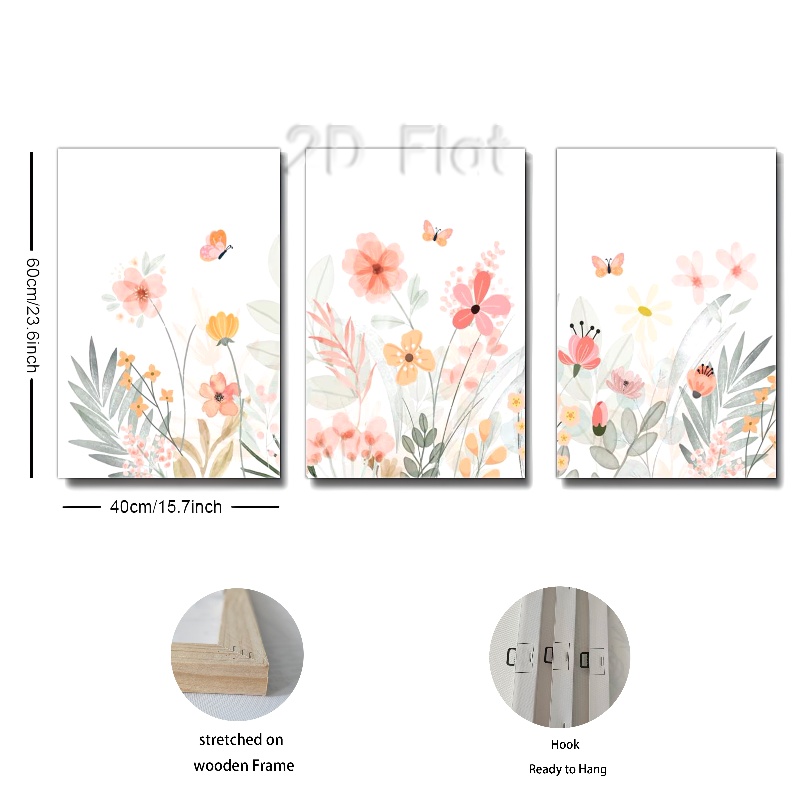 2D Flat
60cm/23.6inch
40cm/15.7inch
stretched on
wooden Frame
Hook
Ready to Hang